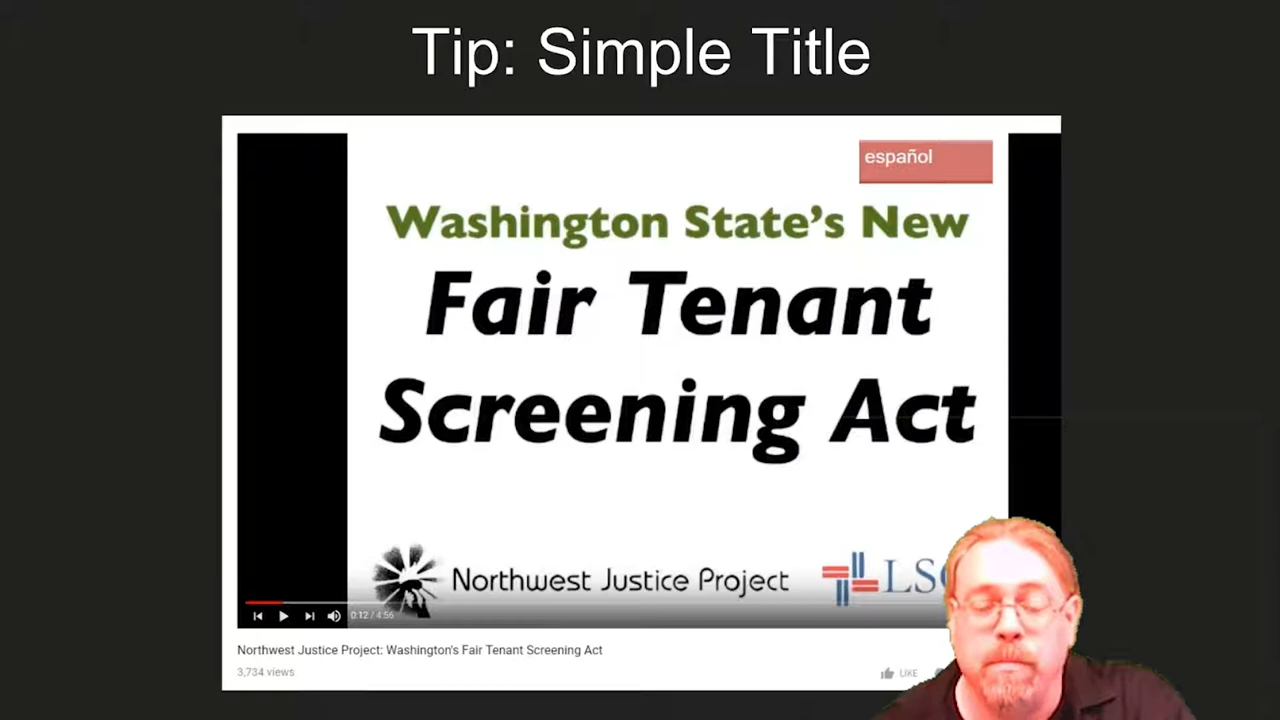 Tip: Simple Title
español
Washington State's New
Fair Tenant
Screening Act
Northwest Justice Project
0:12 / 4:56
Northwest Justice Project: Washington's Fair Tenant Screening Act
3,734 views
LIKE